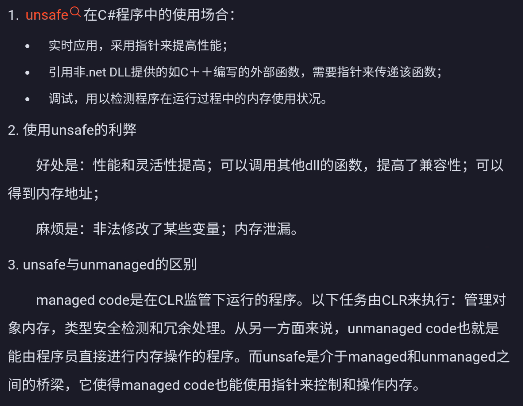 1. unsafe在C#程序中的使用场合：
• 实时应用，采用指针来提高性能；
• 引用非.net DLL提供的如C＋＋编写的外部函数，需要指针来传递该函数；
• 调试，用以检测程序在运行过程中的内存使用状况。
2. 使用unsafe的利弊
好处是：性能和灵活性提高；可以调用其他dll的函数，提高了兼容性；可以
得到内存地址；
麻烦是：非法修改了某些变量；内存泄漏。
3. unsafe与unmanaged的区别
managed code是在CLR监管下运行的程序。以下任务由CLR来执行：管理对
象内存，类型安全检测和冗余处理。从另一方面来说，unmanaged code也就是
能由程序员直接进行内存操作的程序。而unsafe是介于managed和unmanaged之
间的桥梁，它使得managed code也能使用指针来控制和操作内存。